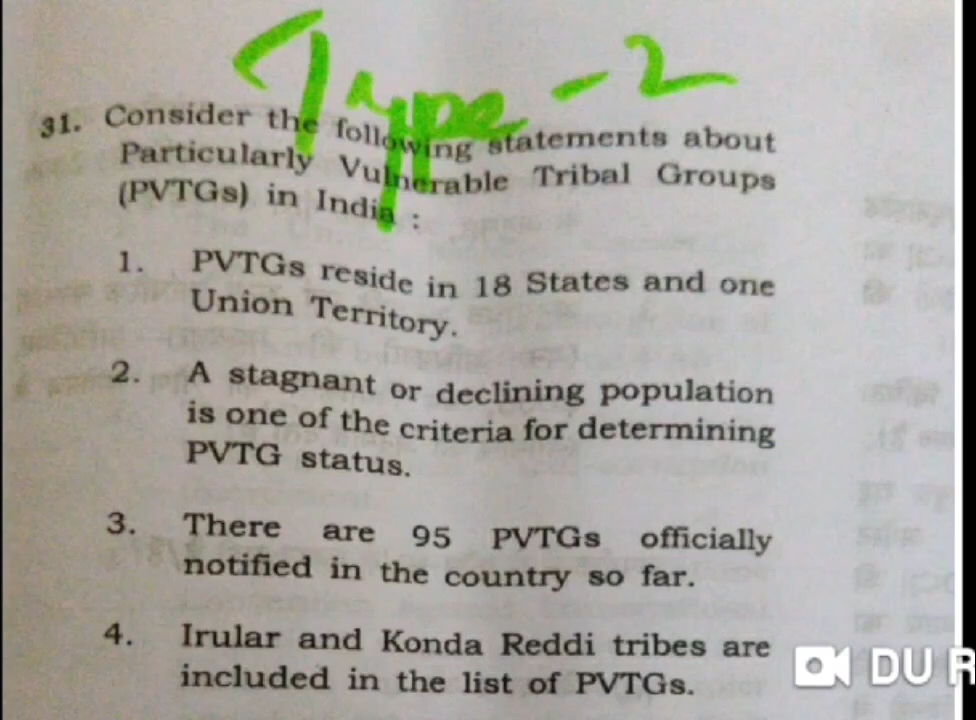 Type-2
31. Consider the following statements about
Particularly Vulnerable Tribal Groups
(PVTGs) in India :
1. PVTGs reside in 18 States and one
Union Territory.
2. A stagnant or declining population
is one of the criteria for determining
PVTG status.
3. There are 95 PVTGs officially
notified in the country so far.
4. Irular and Konda Reddi tribes are
included in the list of PVTGs.
DU R